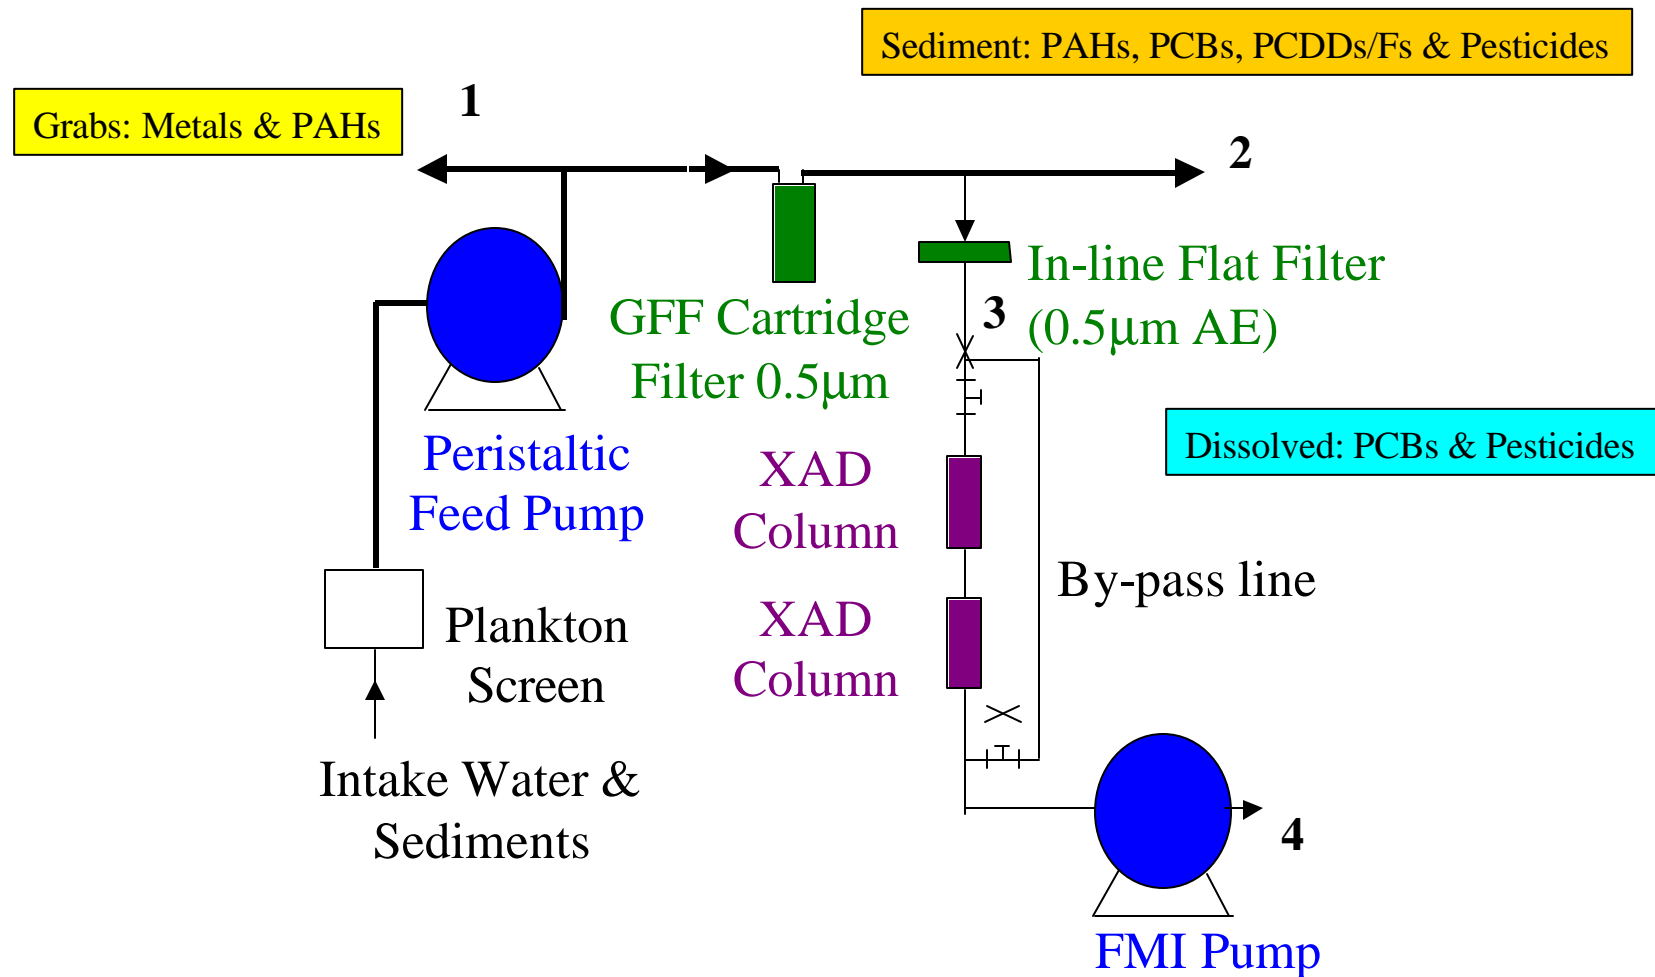 Sediment: PAHs, PCBs, PCDDs/Fs & Pesticides
1
Grabs: Metals & PAHs
2
In-line Flat Filter
(0.5μm AE)
3
GFF Cartridge
Filter 0.5μm
Peristaltic
Feed Pump
XAD
Column
Dissolved: PCBs & Pesticides
By-pass line
XAD
Column
Plankton
Screen
Intake Water &
Sediments
4
FMI Pump